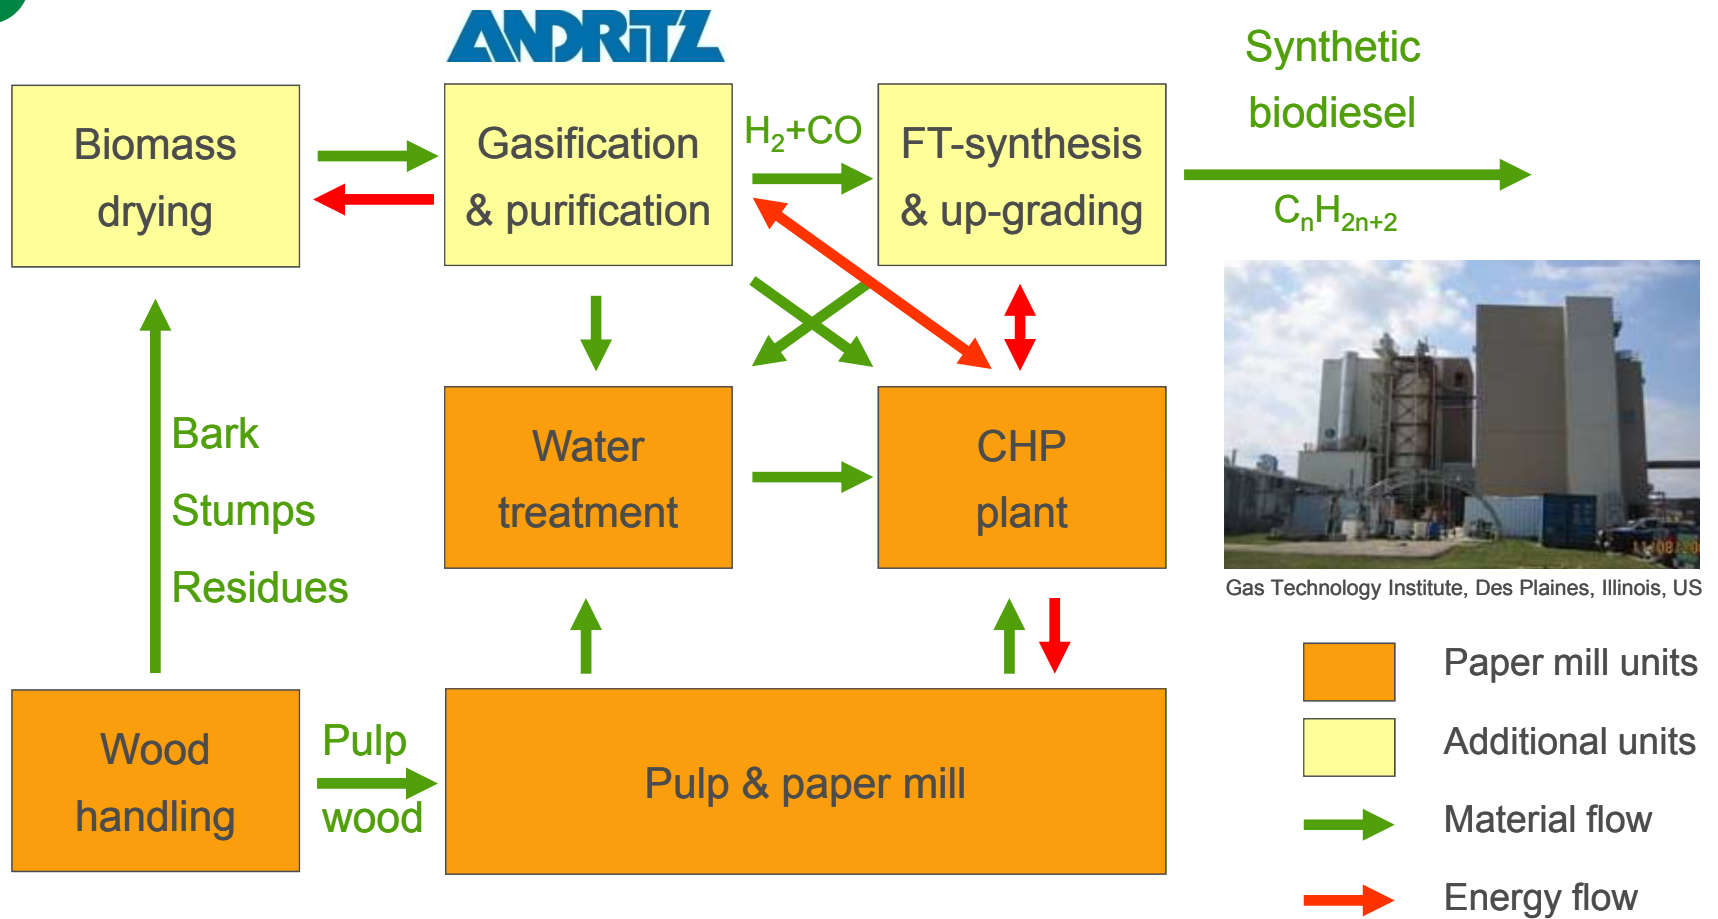 ANDRITZ
Synthetic
biodiesel
Biomass
drying
Gasification
& purification
H₂+CO
FT-synthesis
& up-grading
CₙH₂ₙ₊₂
Bark
Stumps
Residues
Water
treatment
CHP
plant
Gas Technology Institute, Des Plaines, Illinois, US
Wood
handling
Pulp
wood
Pulp & paper mill
Paper mill units
Additional units
Material flow
Energy flow